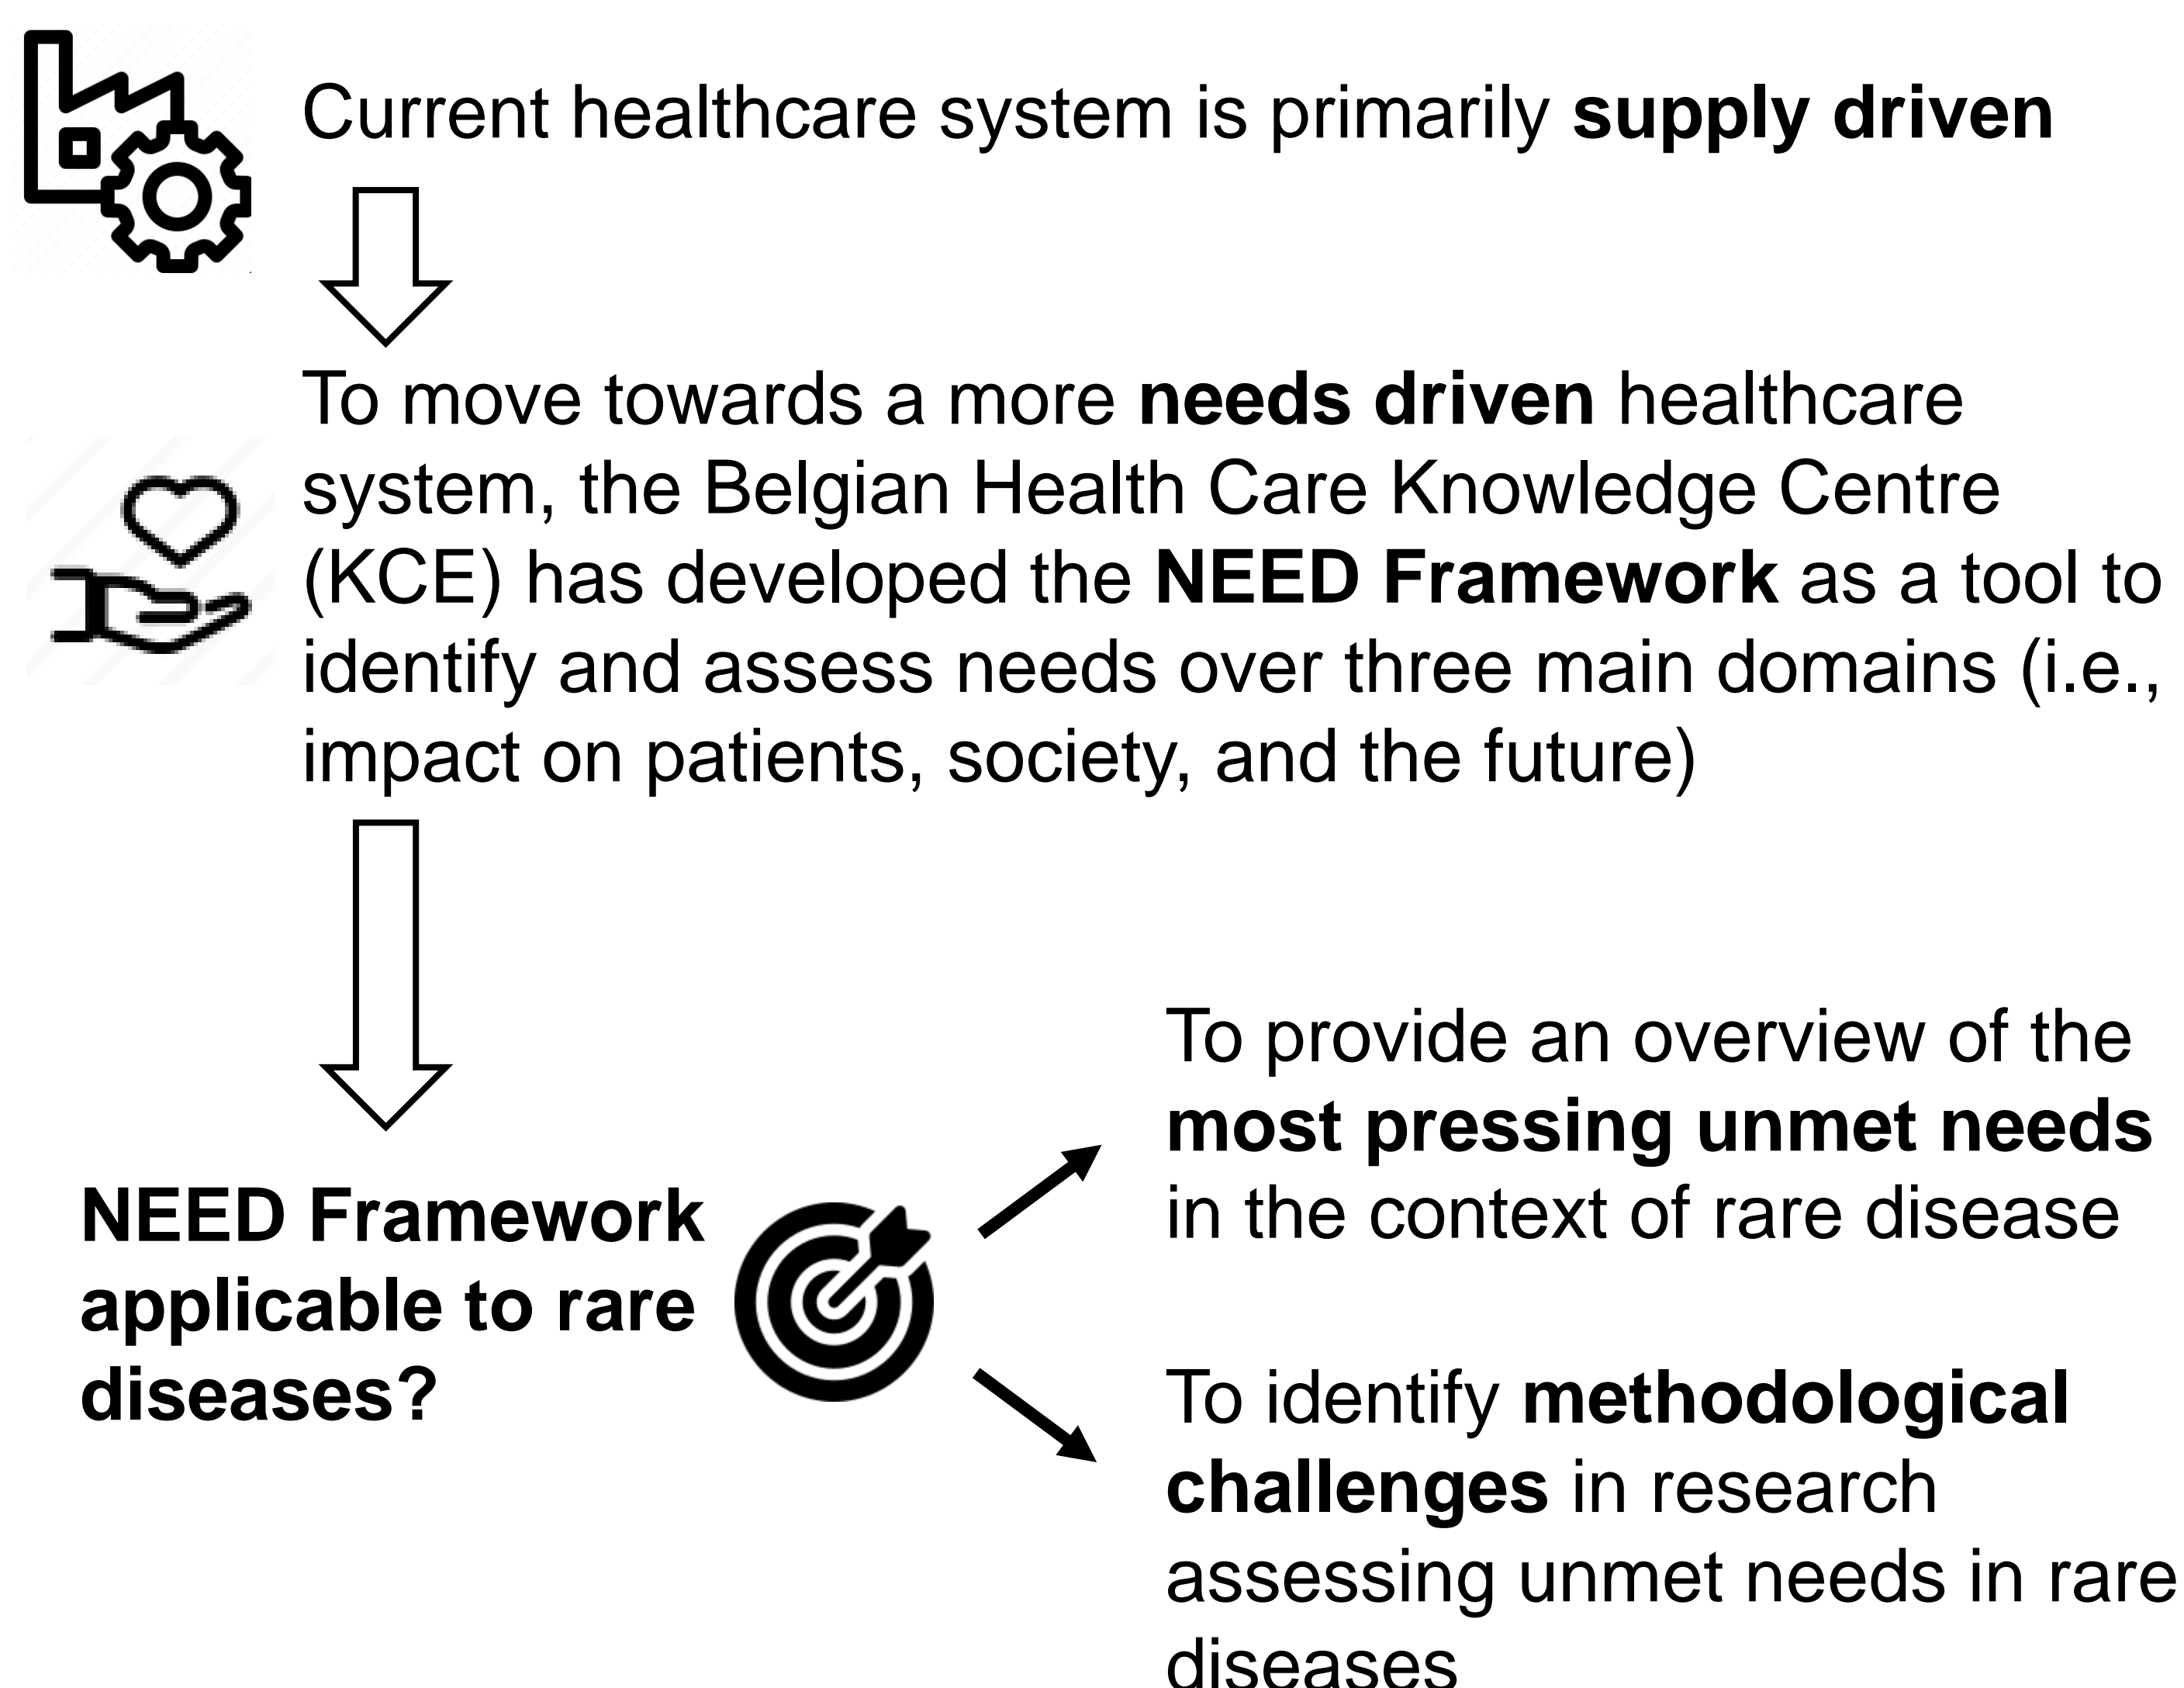 Current healthcare system is primarily supply driven
To move towards a more needs driven healthcare
system, the Belgian Health Care Knowledge Centre
(KCE) has developed the NEED Framework as a tool to
identify and assess needs over three main domains (i.e.,
impact on patients, society, and the future)
NEED Framework
applicable to rare
diseases?
To provide an overview of the
most pressing unmet needs
in the context of rare disease
To identify methodological
challenges in research
assessing unmet needs in rare
diseases